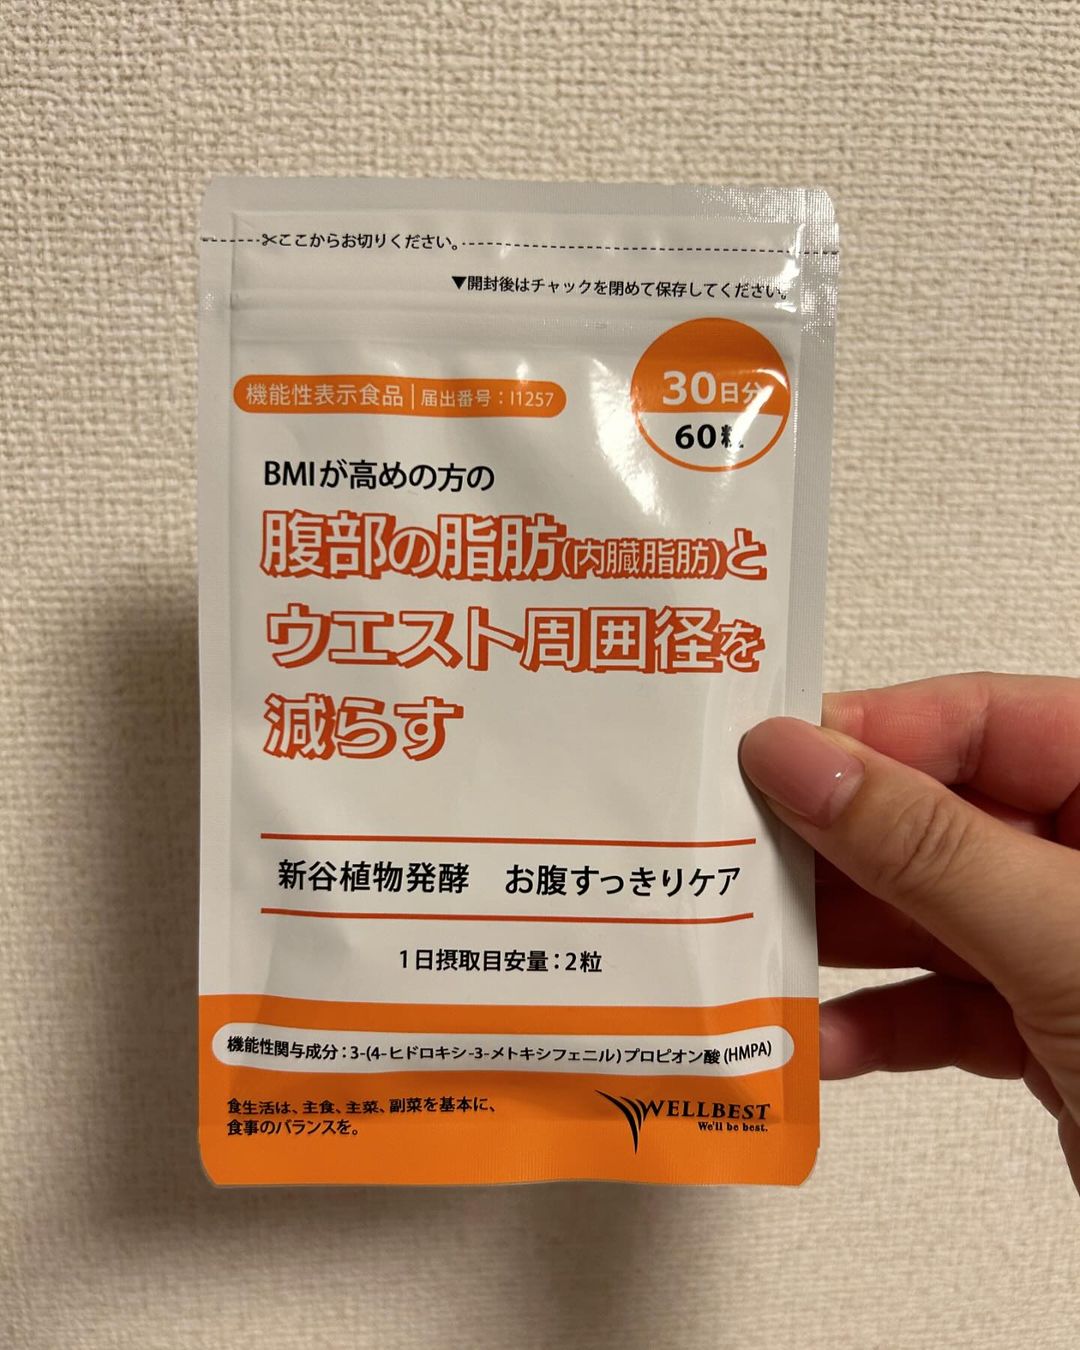 ここからお切りください。
▼開封後はチャックを閉めて保存してください。
機能性表示食品｜届出番号：I1257
30日分
60粒
BMIが高めの方の
腹部の脂肪(内臓脂肪)と
ウエスト周囲径を
減らす
新谷植物発酵　お腹すっきりケア
1日摂取目安量：2粒
機能性関与成分：3-(4-ヒドロキシ-3-メトキシフェニル)プロピオン酸(HMPA)
食生活は、主食、主菜、副菜を基本に、
食事のバランスを。
WELLBEST
We'll be best.